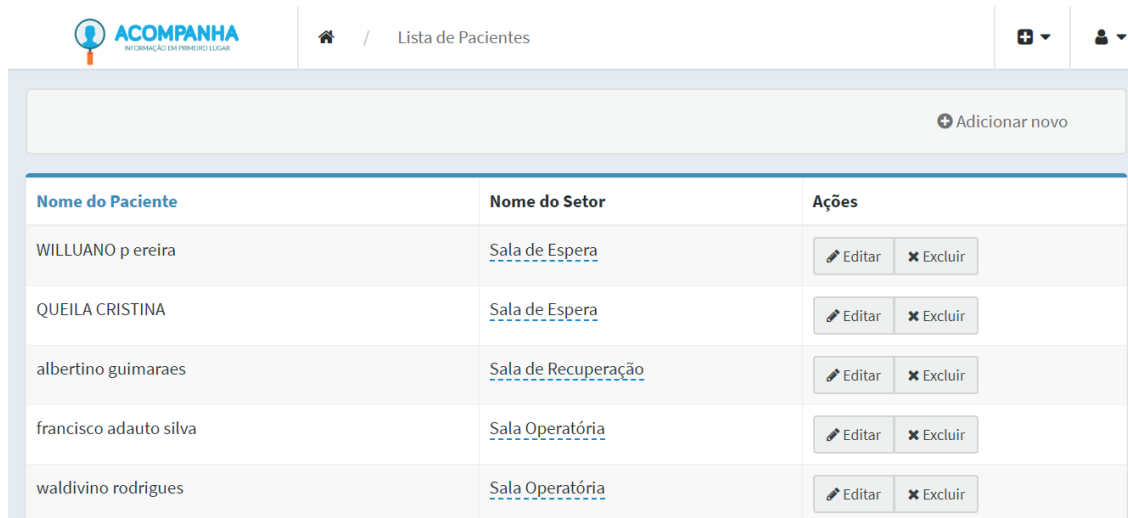 ACOMPANHA
INFORMAÇÃO EM PRIMEIRO LUGAR
/ Lista de Pacientes
Adicionar novo
Nome do Paciente Nome do Setor Ações
WILLUANO p ereira Sala de Espera Editar Excluir
QUEILA CRISTINA Sala de Espera Editar Excluir
albertino guimaraes Sala de Recuperação Editar Excluir
francisco adauto silva Sala Operatória Editar Excluir
waldivino rodrigues Sala Operatória Editar Excluir